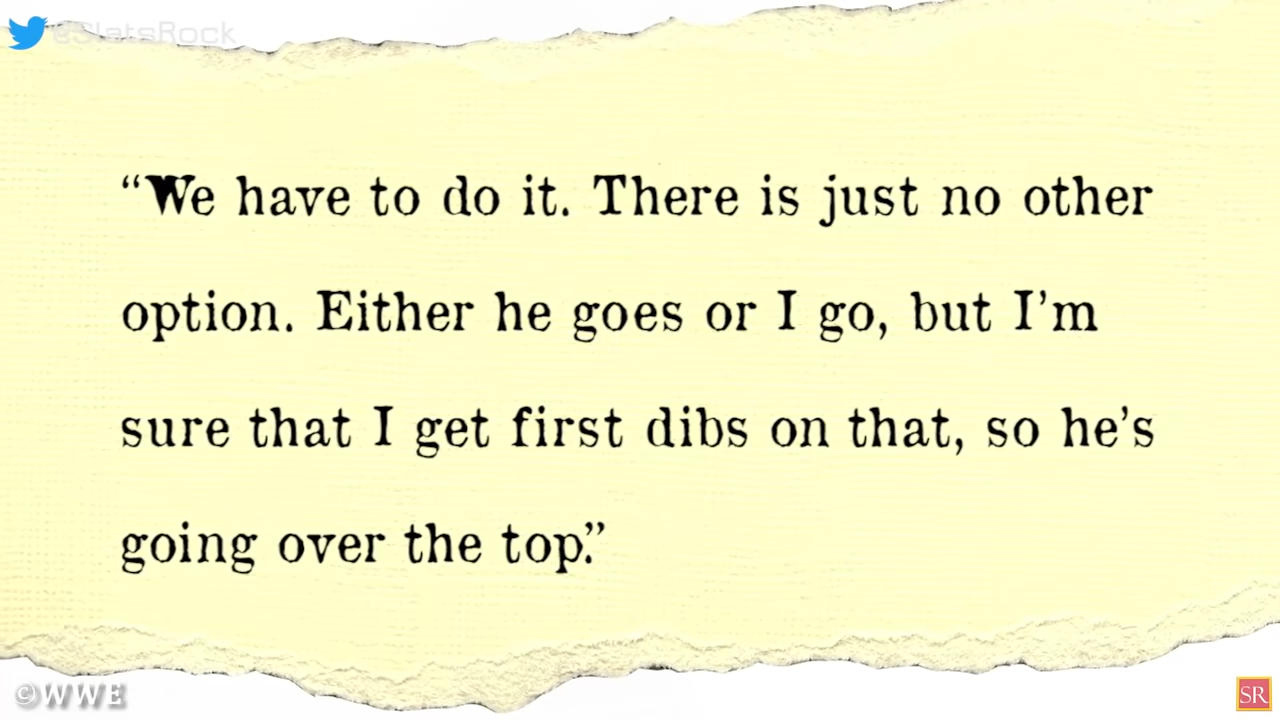 @SlatsRock
“We have to do it. There is just no other
option. Either he goes or I go, but I’m
sure that I get first dibs on that, so he’s
going over the top.”
©WWE
SR